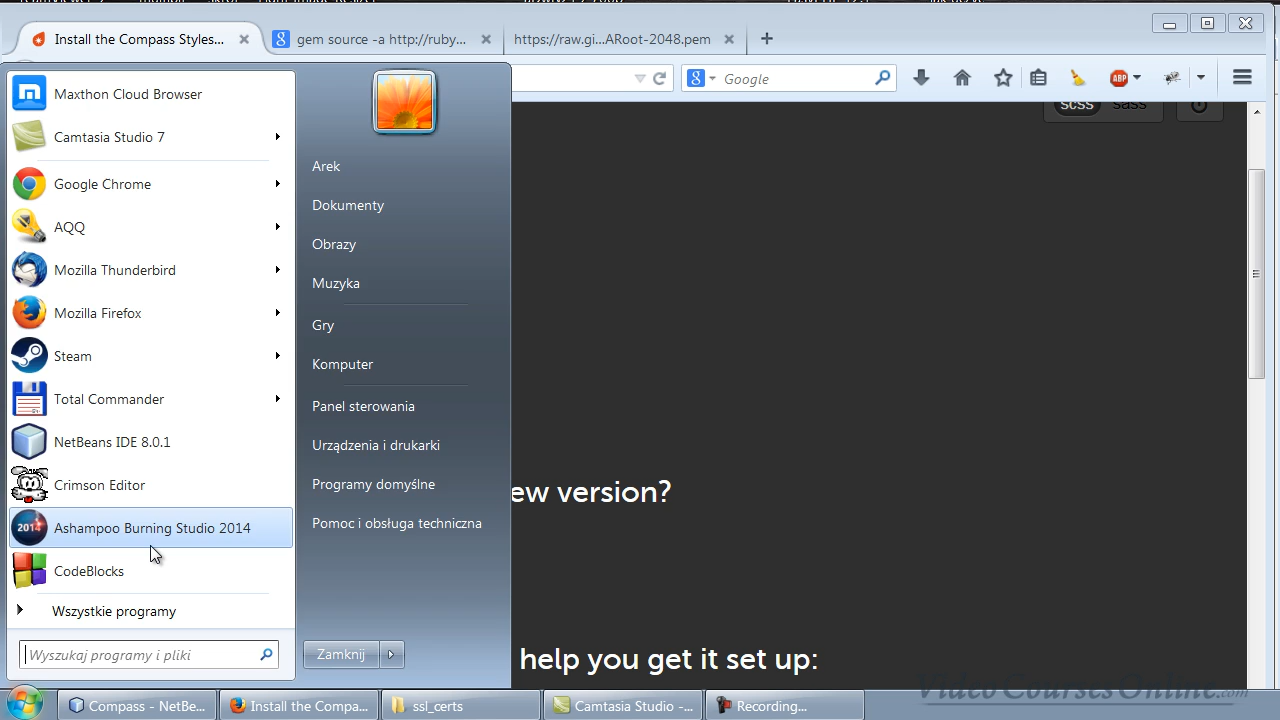 Install the Compass Styles...
gem source -a http://ruby...
https://raw.gi...ARoot-2048.pem
Google
ABP
scss sass
Maxthon Cloud Browser
Camtasia Studio 7
Google Chrome
AQQ
Mozilla Thunderbird
Mozilla Firefox
Steam
Total Commander
NetBeans IDE 8.0.1
Crimson Editor
2014 Ashampoo Burning Studio 2014
CodeBlocks
Wszystkie programy
Wyszukaj programy i pliki
Arek
Dokumenty
Obrazy
Muzyka
Gry
Komputer
Panel sterowania
Urządzenia i drukarki
Programy domyślne
Pomoc i obsługa techniczna
Zamknij
ew version?
help you get it set up:
VideoCoursesOnline.com
Compass - NetBe...
Install the Compa...
ssl_certs
Camtasia Studio -...
Recording...